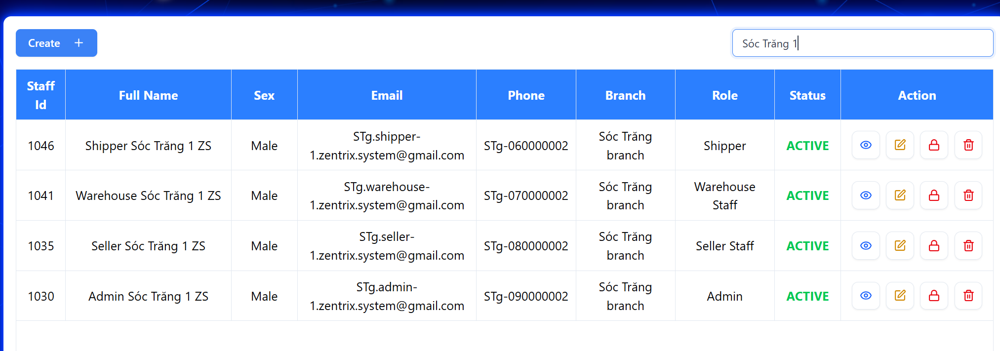 Create +
Sóc Trăng 1
Staff
Id
Full Name
Sex
Email
Phone
Branch
Role
Status
Action
1046
Shipper Sóc Trăng 1 ZS
Male
STg.shipper-
1.zentrix.system@gmail.com
STg-060000002
Sóc Trăng
branch
Shipper
ACTIVE
1041
Warehouse Sóc Trăng 1 ZS
Male
STg.warehouse-
1.zentrix.system@gmail.com
STg-070000002
Sóc Trăng
branch
Warehouse
Staff
ACTIVE
1035
Seller Sóc Trăng 1 ZS
Male
STg.seller-
1.zentrix.system@gmail.com
STg-080000002
Sóc Trăng
branch
Seller Staff
ACTIVE
1030
Admin Sóc Trăng 1 ZS
Male
STg.admin-
1.zentrix.system@gmail.com
STg-090000002
Sóc Trăng
branch
Admin
ACTIVE